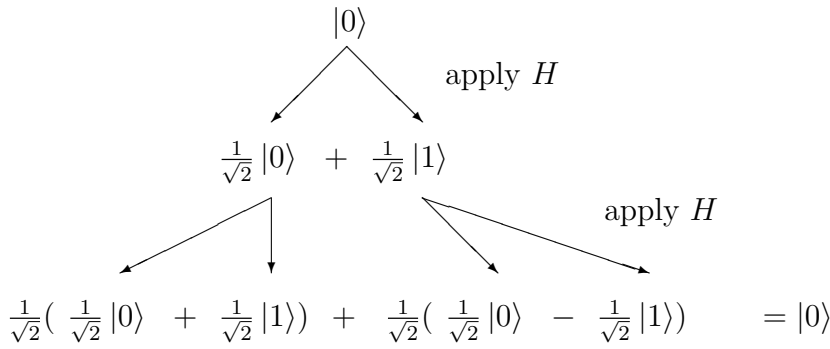 |0⟩
apply H
1/√2 |0⟩ + 1/√2 |1⟩
apply H
1/√2( 1/√2 |0⟩ + 1/√2 |1⟩) + 1/√2( 1/√2 |0⟩ − 1/√2 |1⟩) = |0⟩